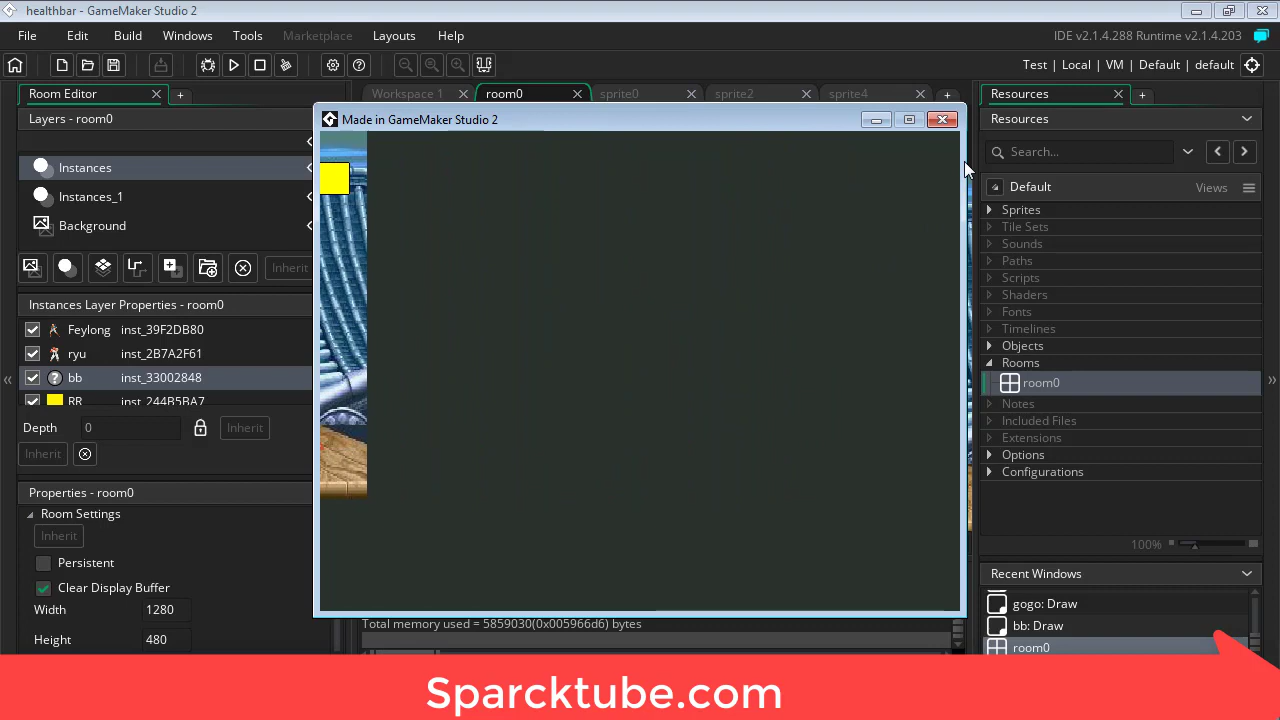 healthbar - GameMaker Studio 2
File Edit Build Windows Tools Marketplace Layouts Help
IDE v2.1.4.288 Runtime v2.1.4.203
Test | Local | VM | Default | default
Room Editor
Workspace 1
room0
sprite0
sprite2
sprite4
Resources
Layers - room0
Made in GameMaker Studio 2
Resources
Search...
Instances
Instances_1
Background
Default
Views
Sprites
Tile Sets
Sounds
Paths
Scripts
Shaders
Fonts
Timelines
Objects
Rooms
room0
Notes
Included Files
Extensions
Options
Configurations
Inherit
Instances Layer Properties - room0
Feylong inst_39F2DB80
ryu inst_2B7A2F61
bb inst_33002848
RR inst_244B5BA7
Depth 0 Inherit
Inherit
Properties - room0
Room Settings
Inherit
Persistent
Clear Display Buffer
Width 1280
Height 480
100%
Recent Windows
gogo: Draw
bb: Draw
room0
Total memory used = 5859030(0x005966d6) bytes
Sparcktube.com